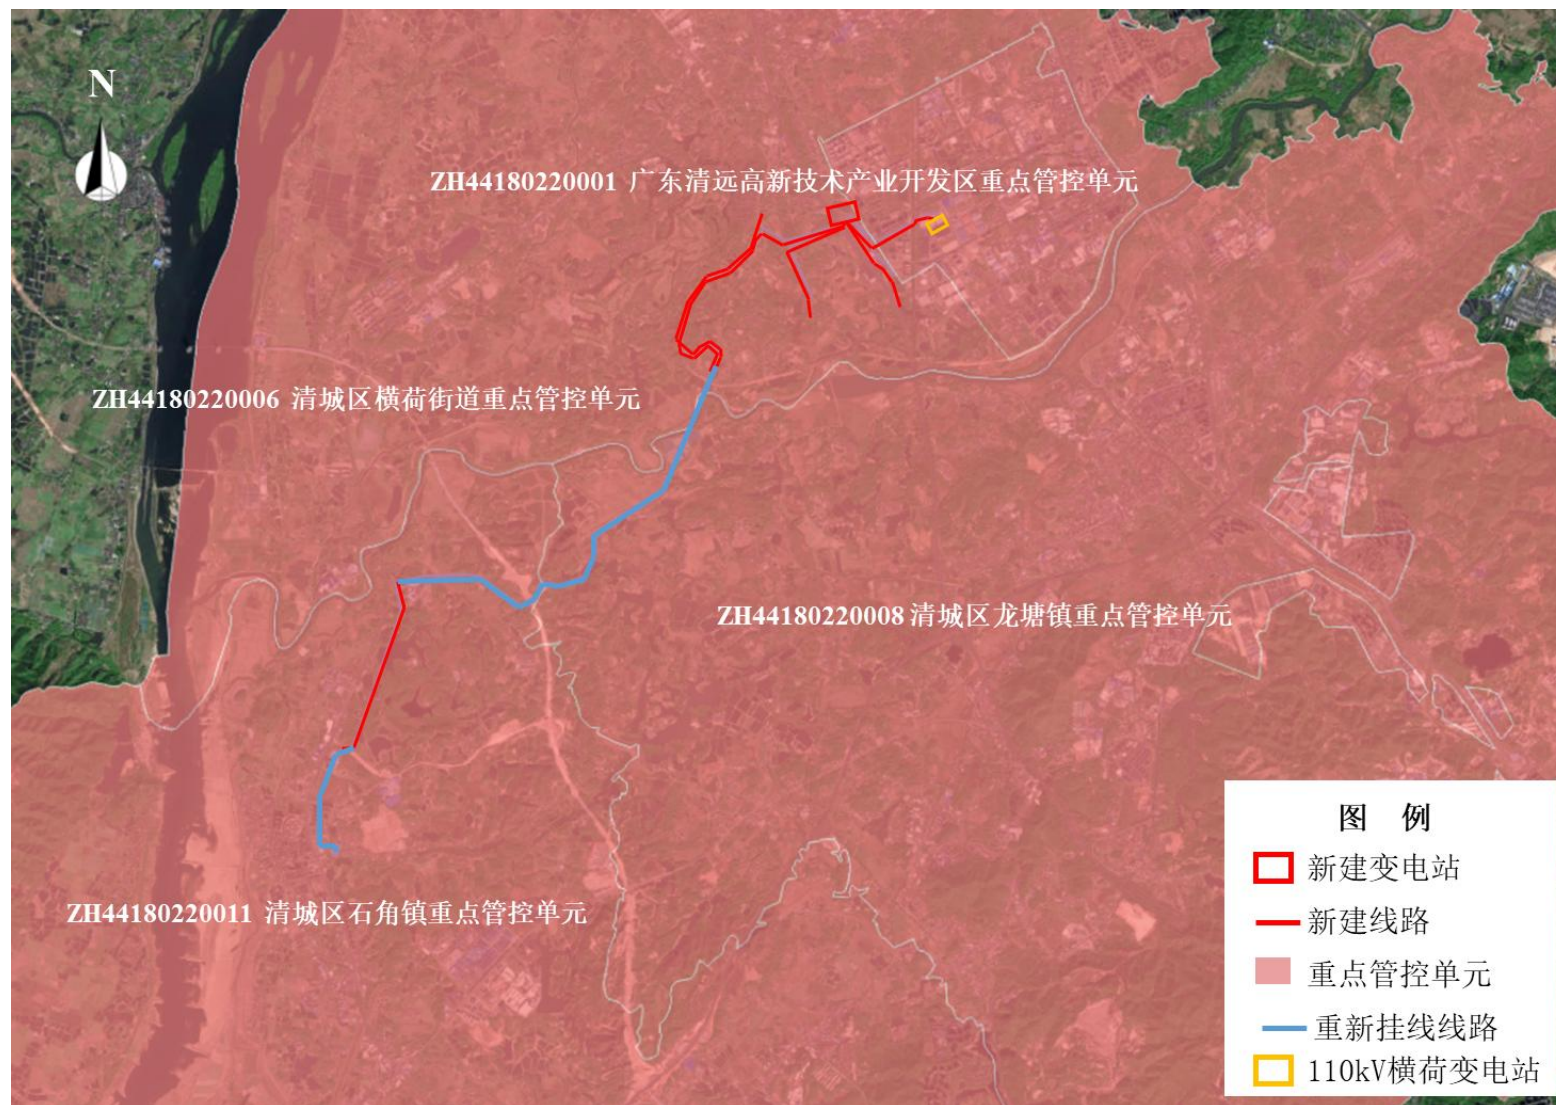 N
ZH44180220001 广东清远高新技术产业开发区重点管控单元
ZH44180220006 清城区横荷街道重点管控单元
ZH44180220008 清城区龙塘镇重点管控单元
ZH44180220011 清城区石角镇重点管控单元
图 例
新建变电站
新建线路
重点管控单元
重新挂线线路
110kV横荷变电站